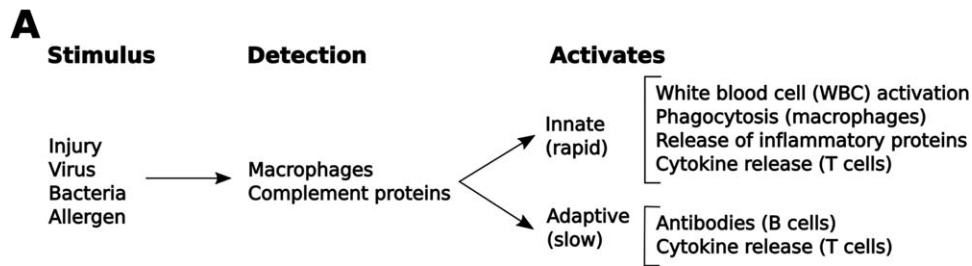 A
Stimulus
Detection
Activates
Injury
Virus
Bacteria
Allergen
Macrophages
Complement proteins
Innate
(rapid)
White blood cell (WBC) activation
Phagocytosis (macrophages)
Release of inflammatory proteins
Cytokine release (T cells)
Adaptive
(slow)
Antibodies (B cells)
Cytokine release (T cells)